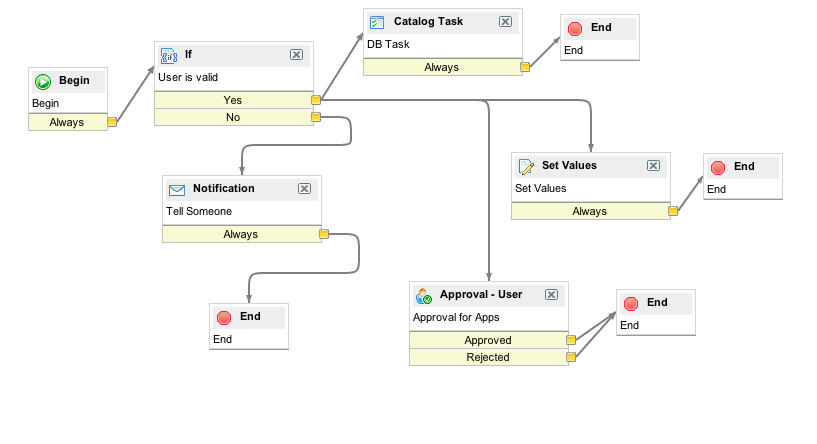 Begin
Begin
Always
If
User is valid
Yes
No
Catalog Task
DB Task
Always
End
End
Notification
Tell Someone
Always
End
End
Set Values
Set Values
Always
End
End
Approval - User
Approval for Apps
Approved
Rejected
End
End